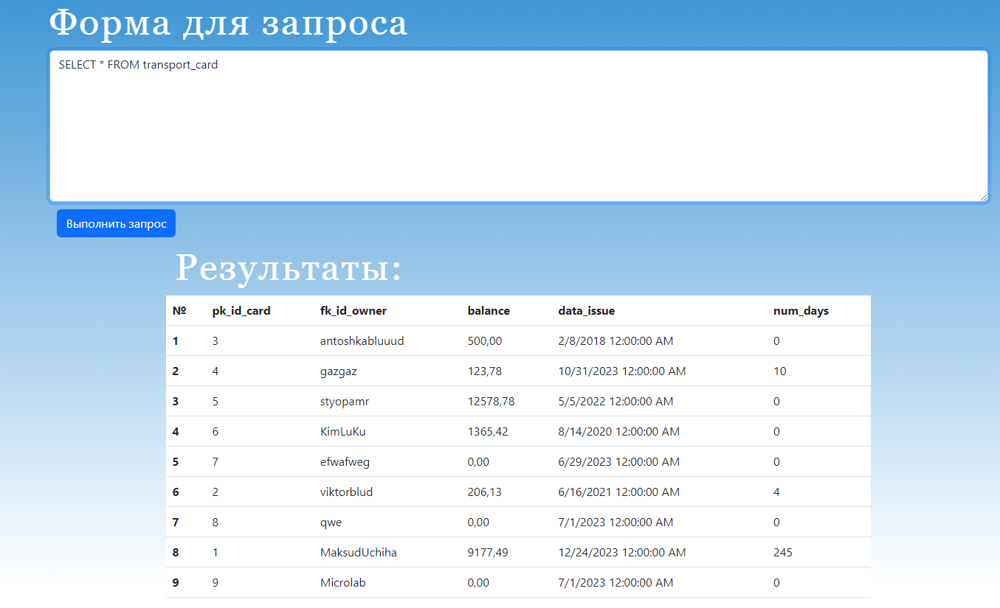 Форма для запроса
SELECT * FROM transport_card
Выполнить запрос
Результаты:
№ pk_id_card fk_id_owner balance data_issue num_days
1 3 antoshkabluuud 500,00 2/8/2018 12:00:00 AM 0
2 4 gazgaz 123,78 10/31/2023 12:00:00 AM 10
3 5 styopamr 12578,78 5/5/2022 12:00:00 AM 0
4 6 KimLuKu 1365,42 8/14/2020 12:00:00 AM 0
5 7 efwafweg 0,00 6/29/2023 12:00:00 AM 0
6 2 viktorblud 206,13 6/16/2021 12:00:00 AM 4
7 8 qwe 0,00 7/1/2023 12:00:00 AM 0
8 1 MaksudUchiha 9177,49 12/24/2023 12:00:00 AM 245
9 9 Microlab 0,00 7/1/2023 12:00:00 AM 0